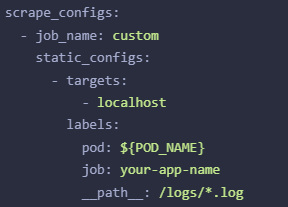 scrape_configs:
  - job_name: custom
    static_configs:
      - targets:
          - localhost
        labels:
          pod: ${POD_NAME}
          job: your-app-name
          __path__: /logs/*.log